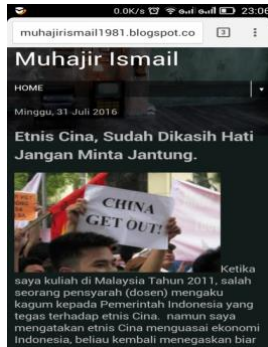 0.0K/s 23:06
muhajirismail1981.blogspot.co 3
Muhajir Ismail
HOME
Minggu, 31 Juli 2016
Etnis Cina, Sudah Dikasih Hati
Jangan Minta Jantung.
CHINA
GET OUT!
Ketika
saya kuliah di Malaysia Tahun 2011, salah
seorang pensyarah (dosen) mengaku
kagum kepada Pemerintah Indonesia yang
tegas terhadap etnis Cina. namun saya
mengatakan etnis Cina menguasai ekonomi
Indonesia, beliau kembali menegaskan biar